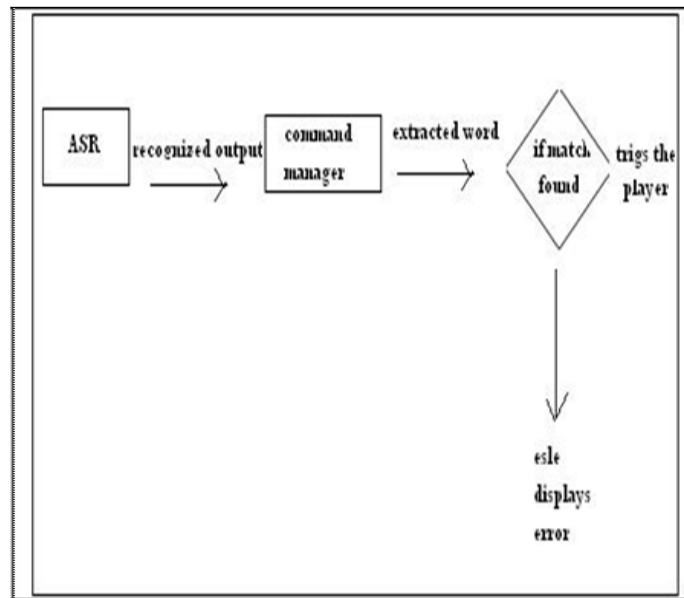 ASR
recognized output
command
manager
extracted word
if match
found
trigs the
player
esle
displays
error